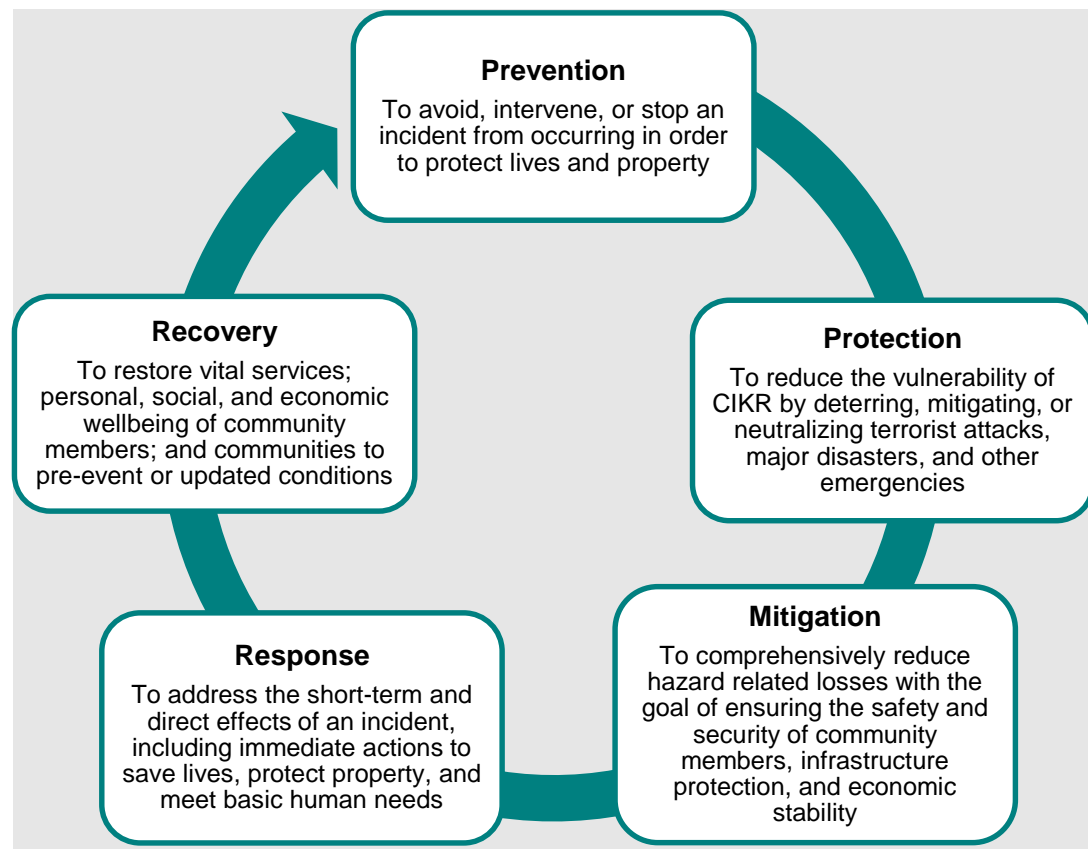 Prevention
To avoid, intervene, or stop an
incident from occurring in order
to protect lives and property
Protection
To reduce the vulnerability of
CIKR by deterring, mitigating, or
neutralizing terrorist attacks,
major disasters, and other
emergencies
Mitigation
To comprehensively reduce
hazard related losses with the
goal of ensuring the safety and
security of community
members, infrastructure
protection, and economic
stability
Response
To address the short-term and
direct effects of an incident,
including immediate actions to
save lives, protect property, and
meet basic human needs
Recovery
To restore vital services;
personal, social, and economic
wellbeing of community
members; and communities to
pre-event or updated conditions